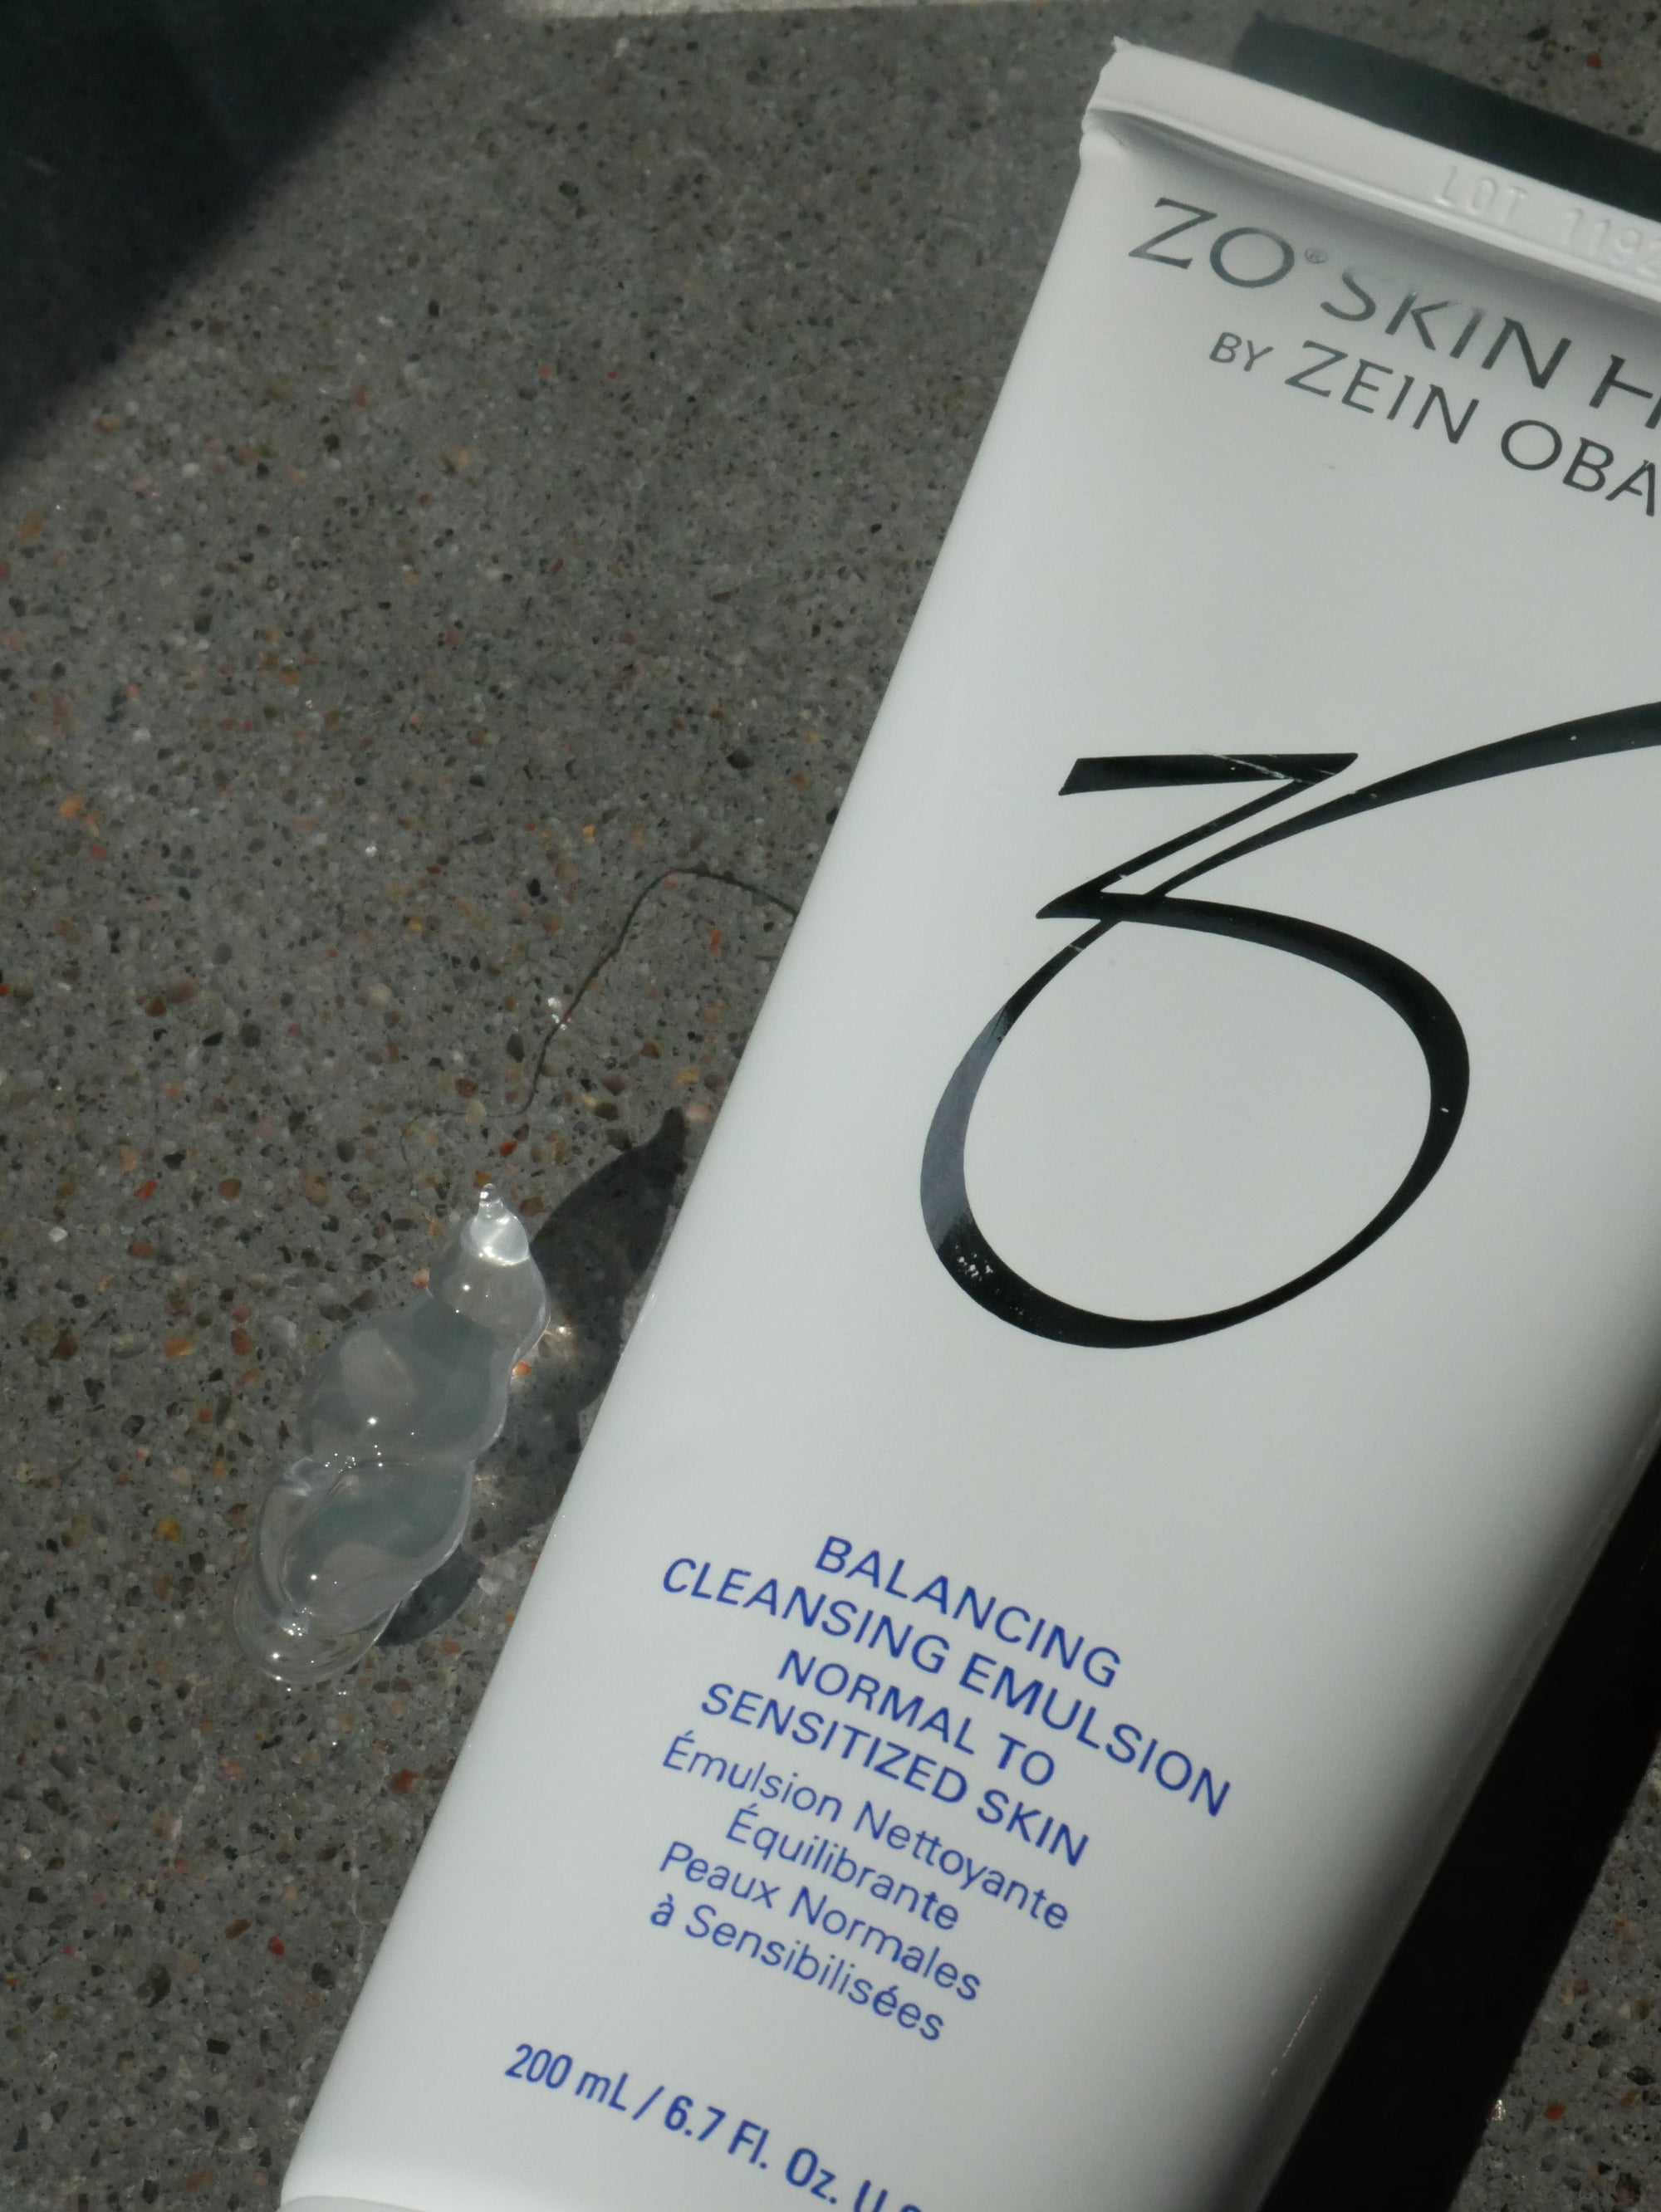 LOT 119
ZO® SKIN H
BY ZEIN OBA
BALANCING
CLEANSING EMULSION
NORMAL TO
SENSITIZED SKIN
Émulsion Nettoyante
Équilibrante
Peaux Normales
à Sensibilisées
200 mL / 6.7 Fl. Oz. U.S